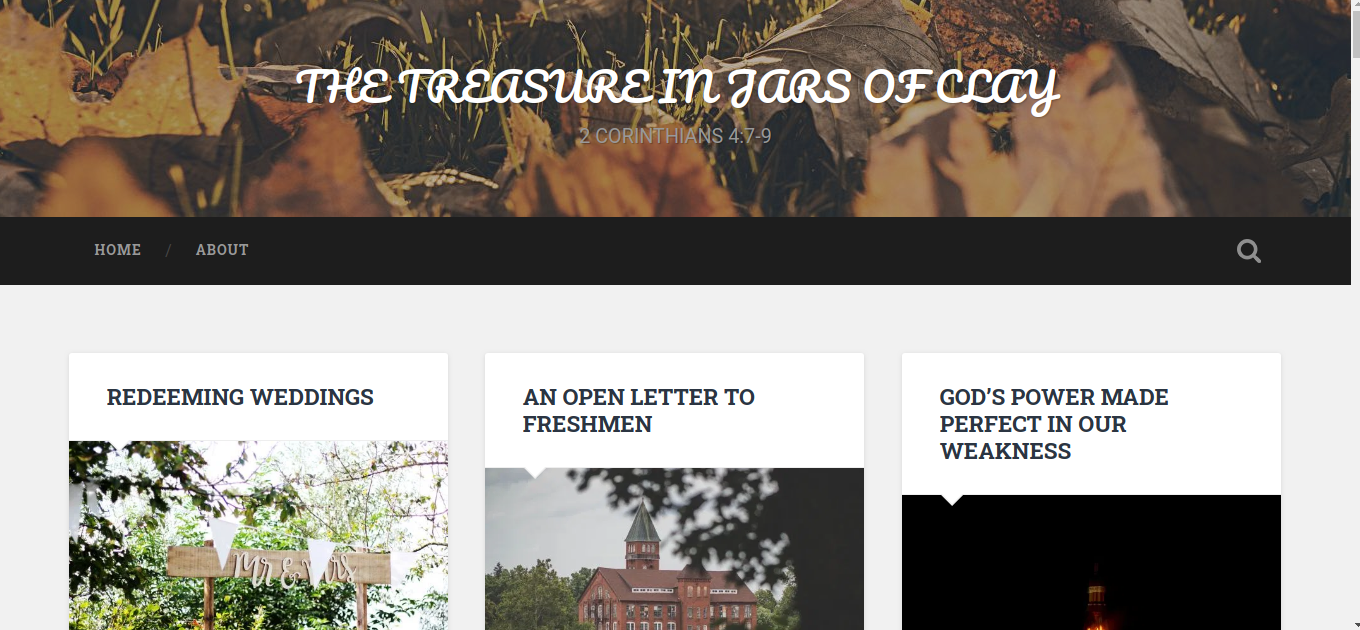 THE TREASURE IN JARS OF CLAY
2 CORINTHIANS 4:7-9
HOME / ABOUT
REDEEMING WEDDINGS
AN OPEN LETTER TO
FRESHMEN
GOD’S POWER MADE
PERFECT IN OUR
WEAKNESS
Mr & Mrs